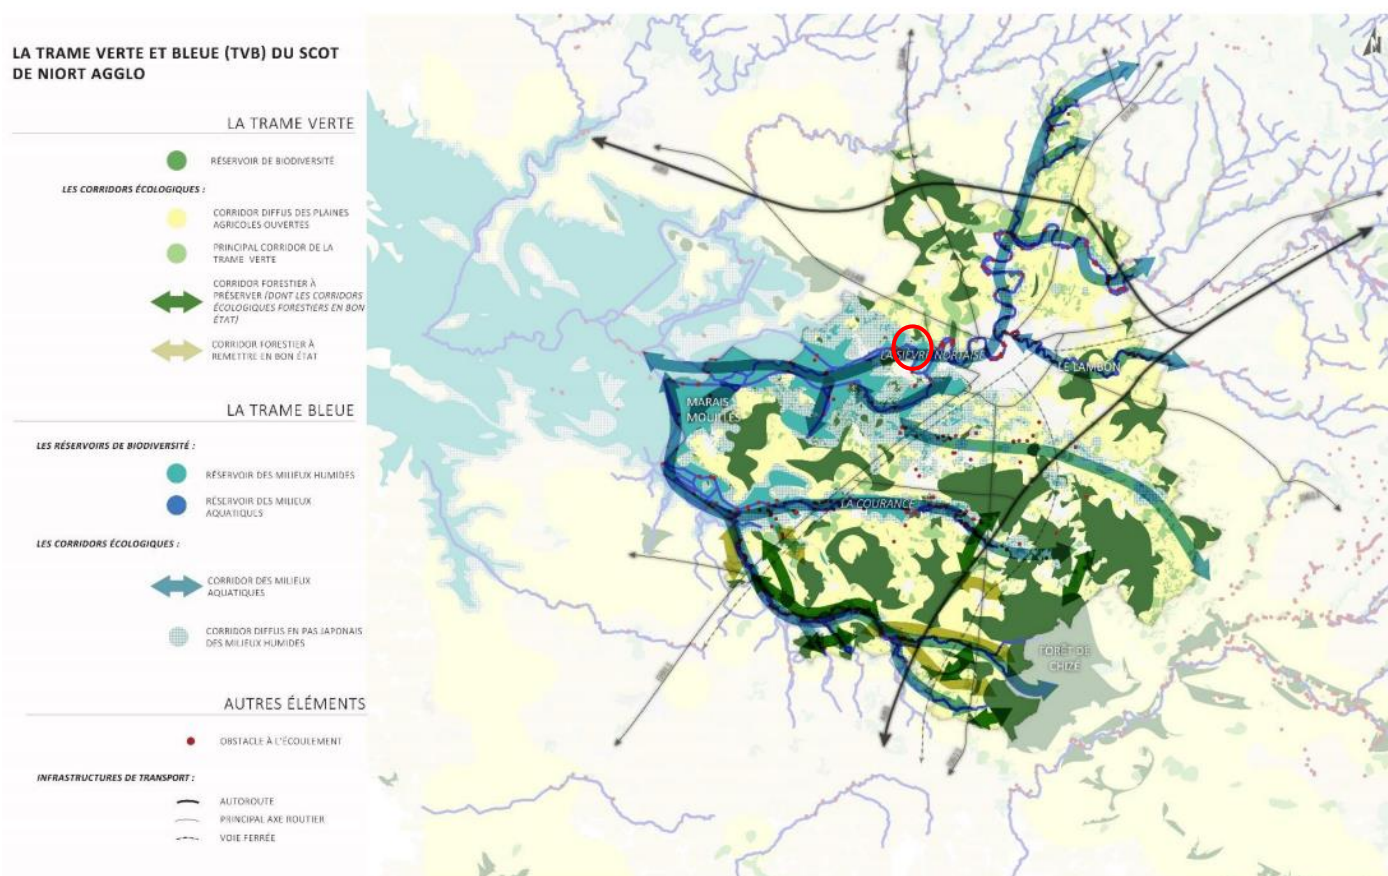 LA TRAME VERTE ET BLEUE (TVB) DU SCOT
DE NIORT AGGLO
LA TRAME VERTE
RÉSERVOIR DE BIODIVERSITÉ
LES CORRIDORS ÉCOLOGIQUES :
CORRIDOR DIFFUS DES PLAINES
AGRICOLES OUVERTES
PRINCIPAL CORRIDOR DE LA
TRAME VERTE
CORRIDOR FORESTIER À
PRÉSERVER (DONT LES CORRIDORS
ÉCOLOGIQUES FORESTIERS EN BON
ÉTAT)
CORRIDOR FORESTIER À
REMETTRE EN BON ÉTAT
LA TRAME BLEUE
LES RÉSERVOIRS DE BIODIVERSITÉ :
RÉSERVOIR DES MILIEUX HUMIDES
RÉSERVOIR DES MILIEUX
AQUATIQUES
LES CORRIDORS ÉCOLOGIQUES :
CORRIDOR DES MILIEUX
AQUATIQUES
CORRIDOR DIFFUS EN PAS JAPONAIS
DES MILIEUX HUMIDES
AUTRES ÉLÉMENTS
OBSTACLE À L'ÉCOULEMENT
INFRASTRUCTURES DE TRANSPORT :
AUTOROUTE
PRINCIPAL AXE ROUTIER
VOIE FERRÉE
N
LA SIÈVRE NIORTAISE
LE LAMBON
MARAIS
MOUILLÉS
LA COURANCE
FORÊT DE
CHIZÉ